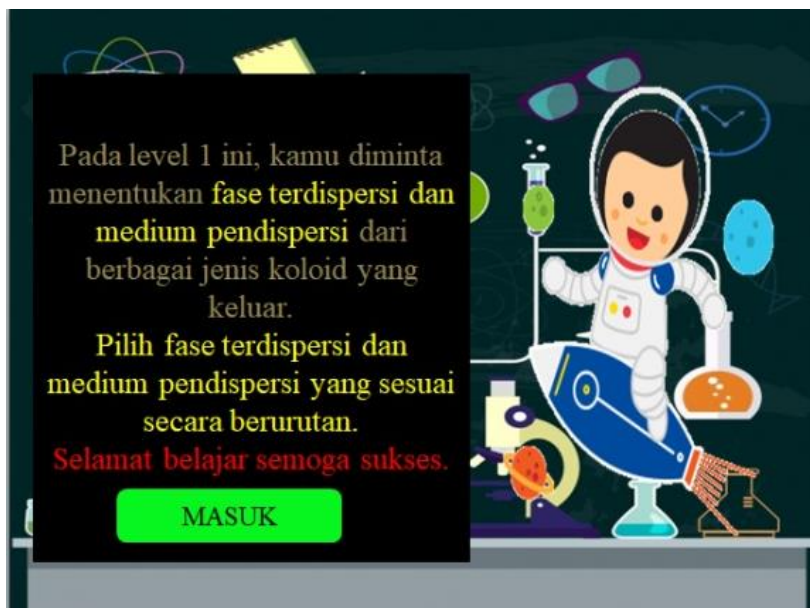 Pada level 1 ini, kamu diminta
menentukan fase terdispersi dan
medium pendispersi dari
berbagai jenis koloid yang
keluar.
Pilih fase terdispersi dan
medium pendispersi yang sesuai
secara berurutan.
Selamat belajar semoga sukses.
MASUK